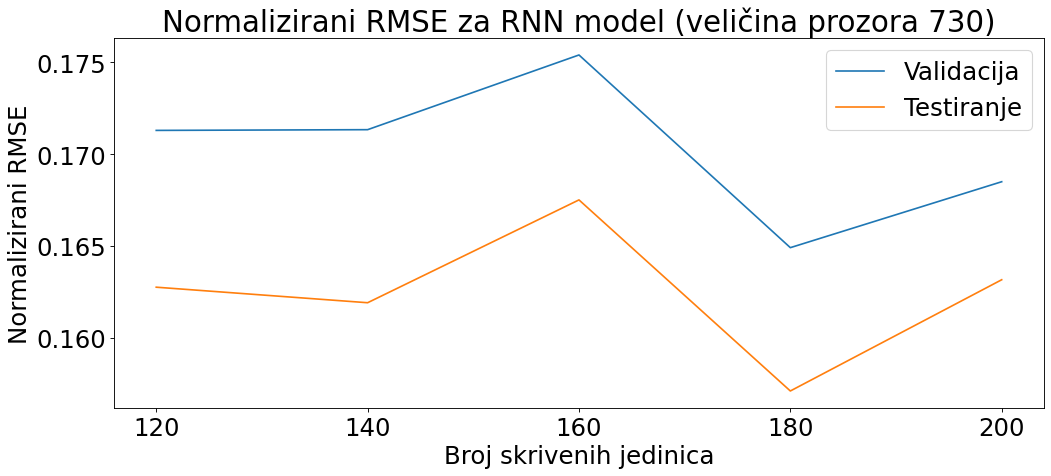 Normalizirani RMSE za RNN model (veličina prozora 730)
Validacija
Testiranje
Normalizirani RMSE
0.175
0.170
0.165
0.160
120 140 160 180 200
Broj skrivenih jedinica